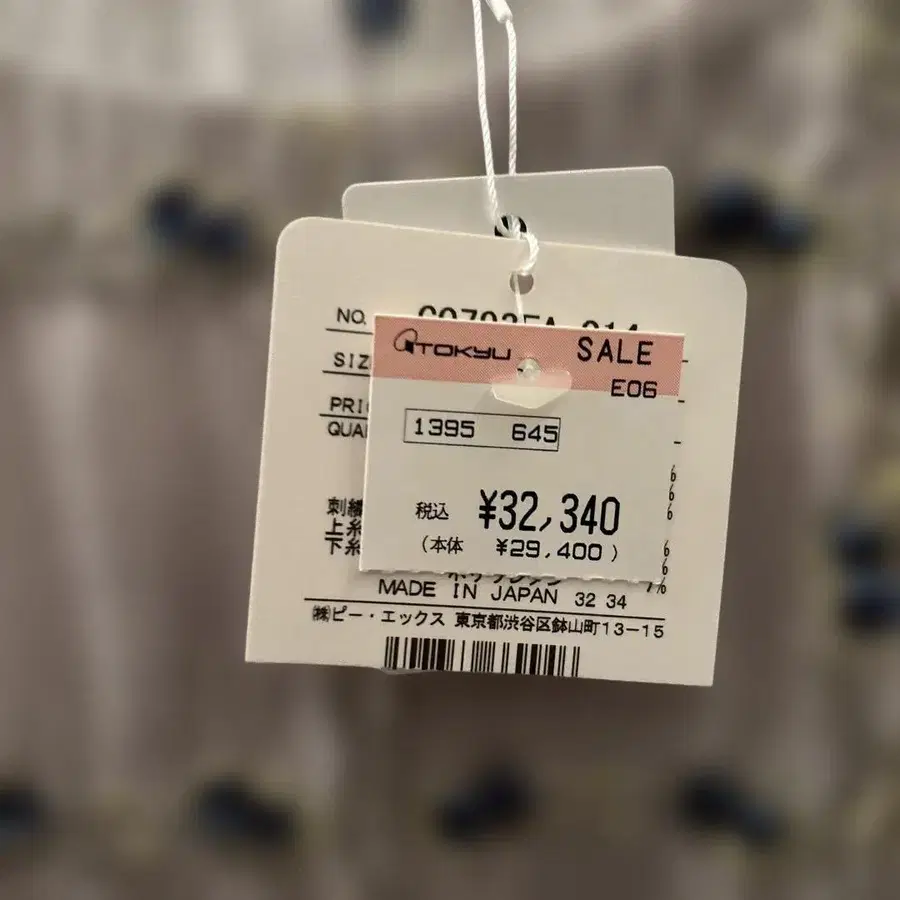 NO.
TOKYU SALE
SIZ
E06
PRI
QUAL
1395 645
刺繍
上糸
下糸
税込 ¥32,340
(本体 ¥29,400)
MADE IN JAPAN 32 34
㈱ピー・エックス 東京都渋谷区鉢山町13-15